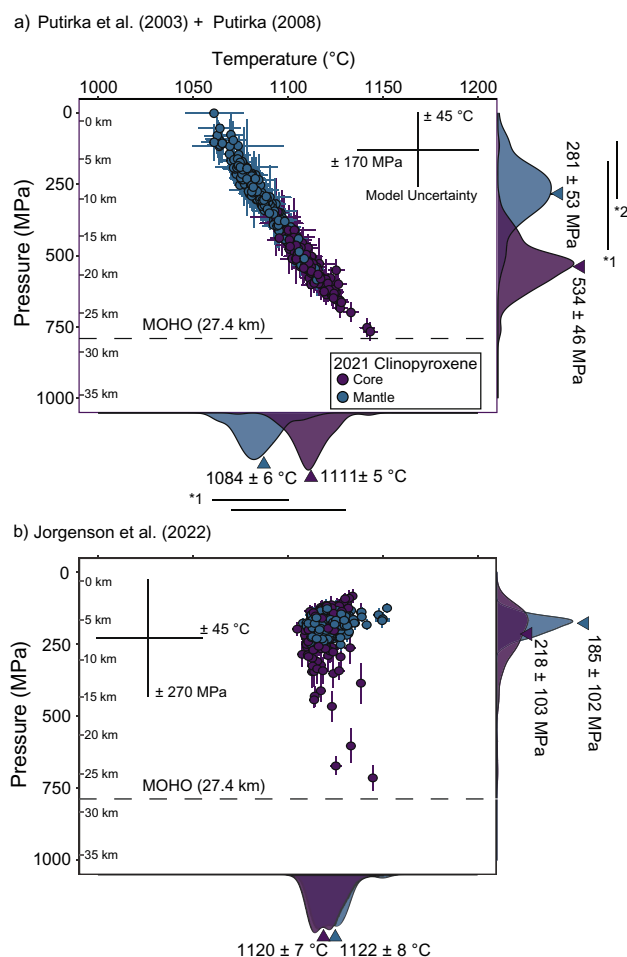 a) Putirka et al. (2003) + Putirka (2008)
Temperature (°C)
1000 1050 1100 1150 1200
Pressure (MPa)
0
250
500
750
1000
0 km
5 km
10 km
15 km
20 km
25 km
30 km
35 km
± 45 °C
± 170 MPa
Model Uncertainty
MOHO (27.4 km)
2021 Clinopyroxene
Core
Mantle
281 ± 53 MPa
534 ± 46 MPa
*2
*1
1084 ± 6 °C
1111± 5 °C
*1
b) Jorgenson et al. (2022)
Pressure (MPa)
0
250
500
750
1000
0 km
5 km
10 km
15 km
20 km
25 km
30 km
35 km
± 45 °C
± 270 MPa
MOHO (27.4 km)
185 ± 102 MPa
218 ± 103 MPa
1120 ± 7 °C
1122 ± 8 °C